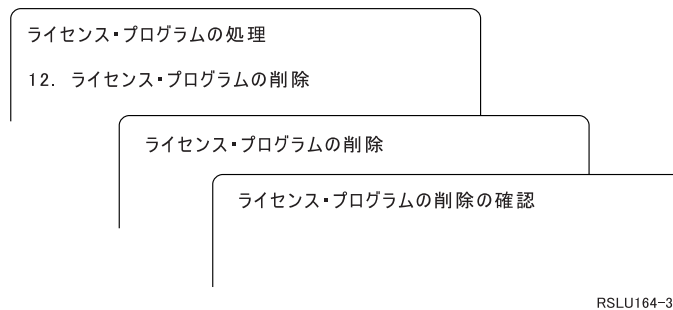 ライセンス・プログラムの処理
12. ライセンス・プログラムの削除
ライセンス・プログラムの削除
ライセンス・プログラムの削除の確認
RSLU164-3